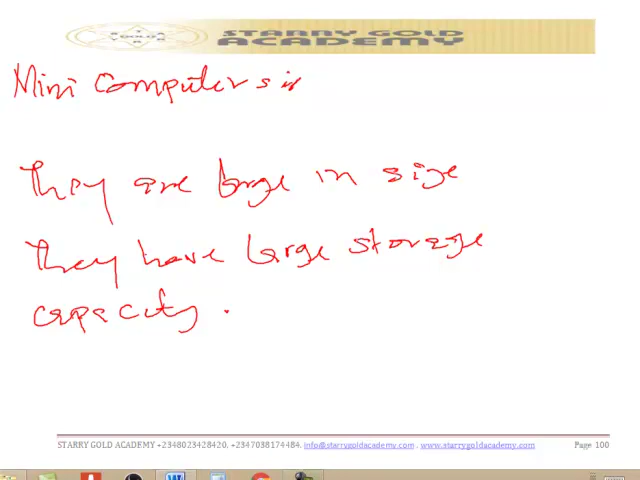 STARRY GOLD
ACADEMY
Mini Computers is
They are large in size
They have large storage
capacity.
STARRY GOLD ACADEMY +2348023428420, +2347038174484, info@starrygoldacademy.com . www.starrygoldacademy.com Page 100